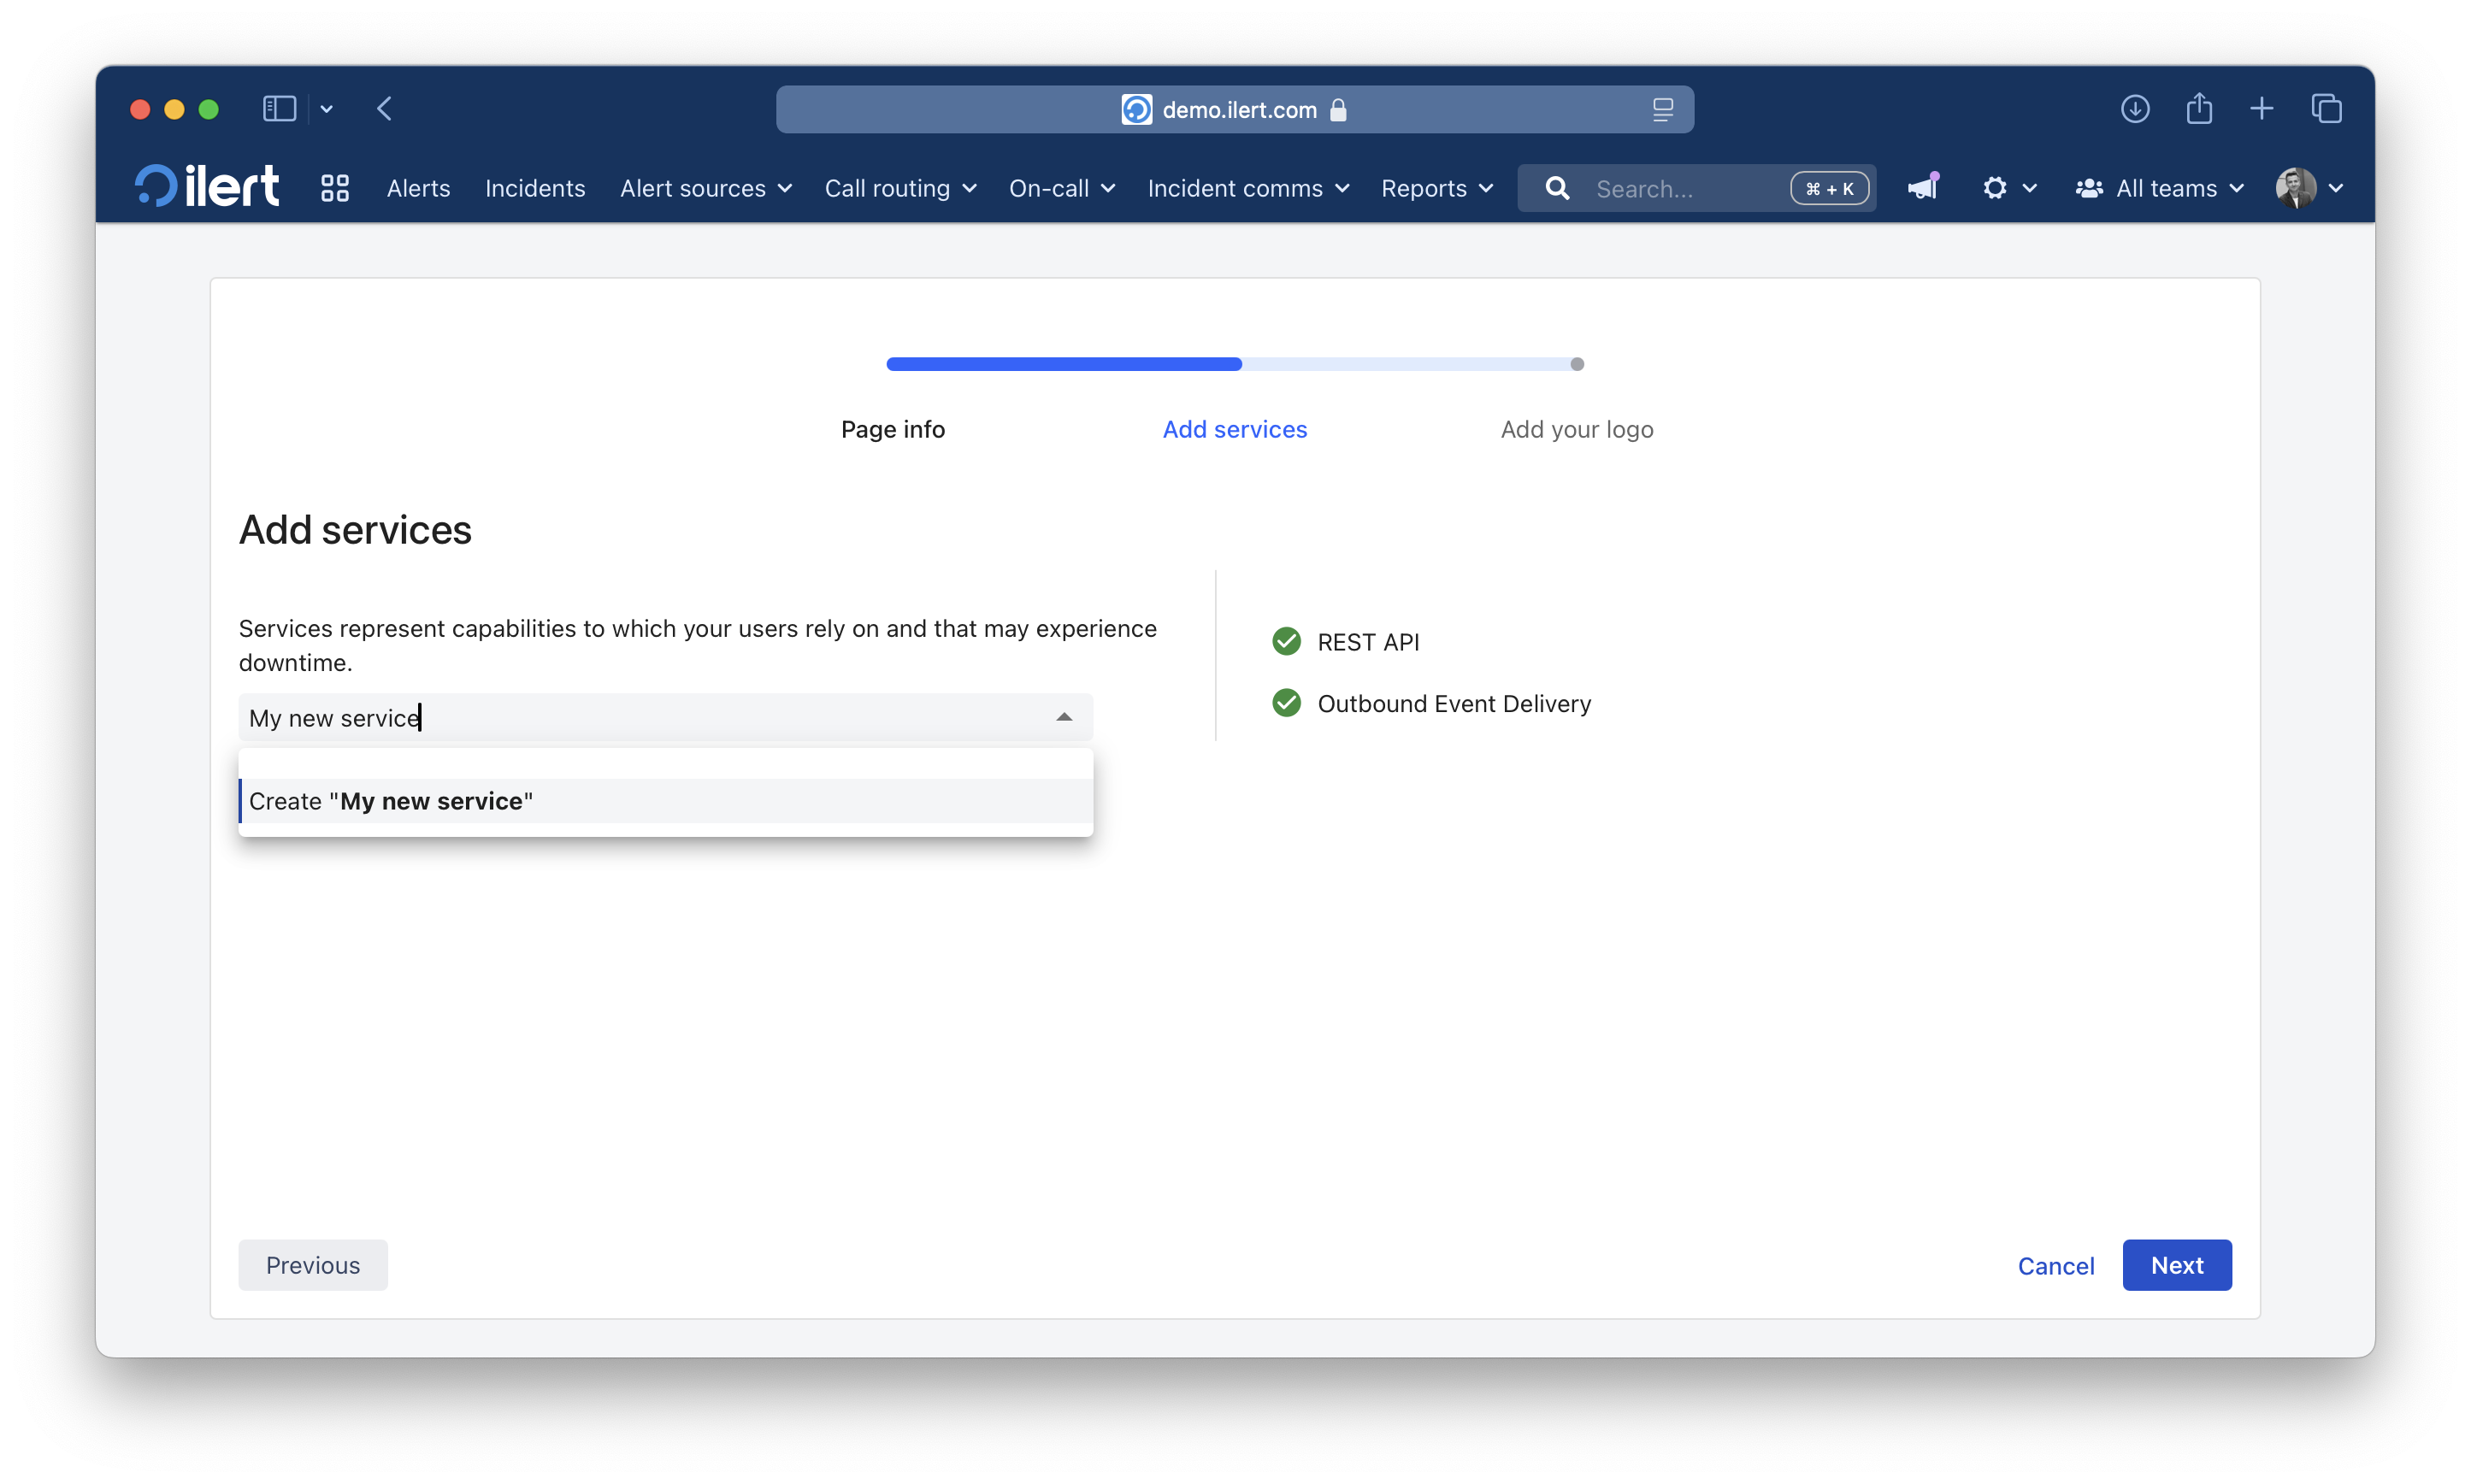 demo.ilert.com
ilert
Alerts
Incidents
Alert sources
Call routing
On-call
Incident comms
Reports
Search...
⌘ + K
All teams
Page info
Add services
Add your logo
Add services
Services represent capabilities to which your users rely on and that may experience
downtime.
My new service
Create "My new service"
REST API
Outbound Event Delivery
Previous
Cancel
Next